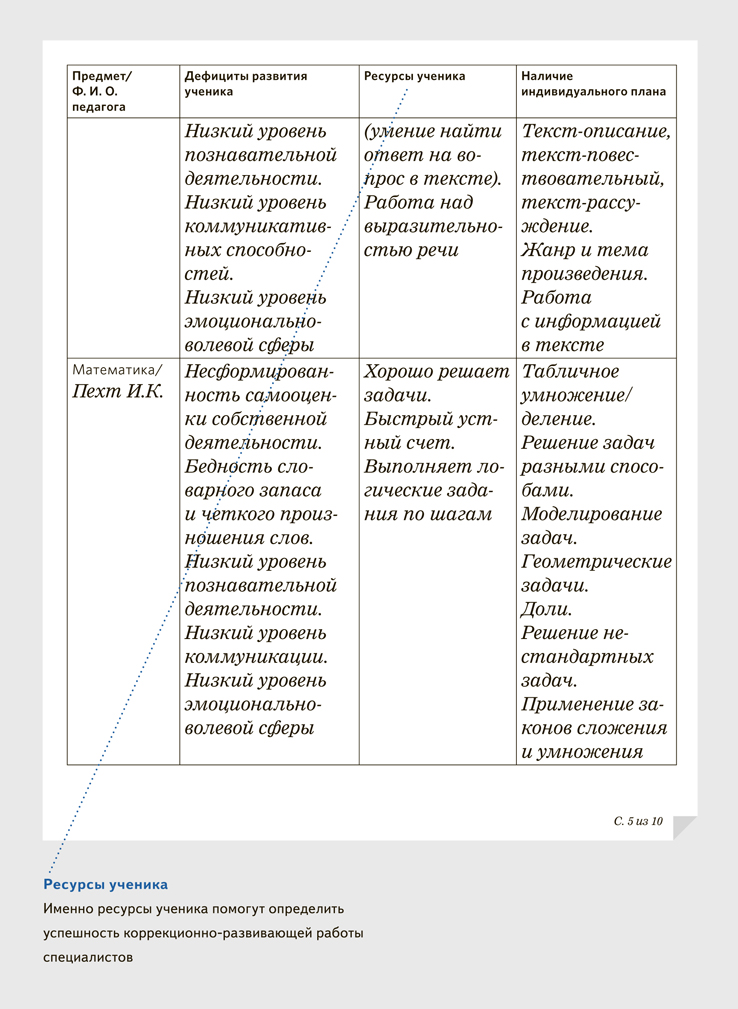 Предмет/
Ф. И. О.
педагога
Дефициты развития
ученика
Ресурсы ученика
Наличие
индивидуального плана
Низкий уровень
познавательной
деятельности.
Низкий уровень
коммуникатив-
ных способно-
стей.
Низкий уровень
эмоционально-
волевой сферы
(умение найти
ответ на во-
прос в тексте).
Работа над
выразительно-
стью речи
Текст-описание,
текст-повес-
твовательный,
текст-рассу-
ждение.
Жанр и тема
произведения.
Работа
с информацией
в тексте
Математика/
Пехт И.К.
Несформирован-
ность самооцен-
ки собственной
деятельности.
Бедность сло-
варного запаса
и четкого произ-
ношения слов.
Низкий уровень
познавательной
деятельности.
Низкий уровень
коммуникации.
Низкий уровень
эмоционально-
волевой сферы
Хорошо решает
задачи.
Быстрый уст-
ный счет.
Выполняет ло-
гические зада-
ния по шагам
Табличное
умножение/
деление.
Решение задач
разными спосо-
бами.
Моделирование
задач.
Геометрические
задачи.
Доли.
Решение не-
стандартных
задач.
Применение за-
конов сложения
и умножения
С. 5 из 10
Ресурсы ученика
Именно ресурсы ученика помогут определить
успешность коррекционно-развивающей работы
специалистов